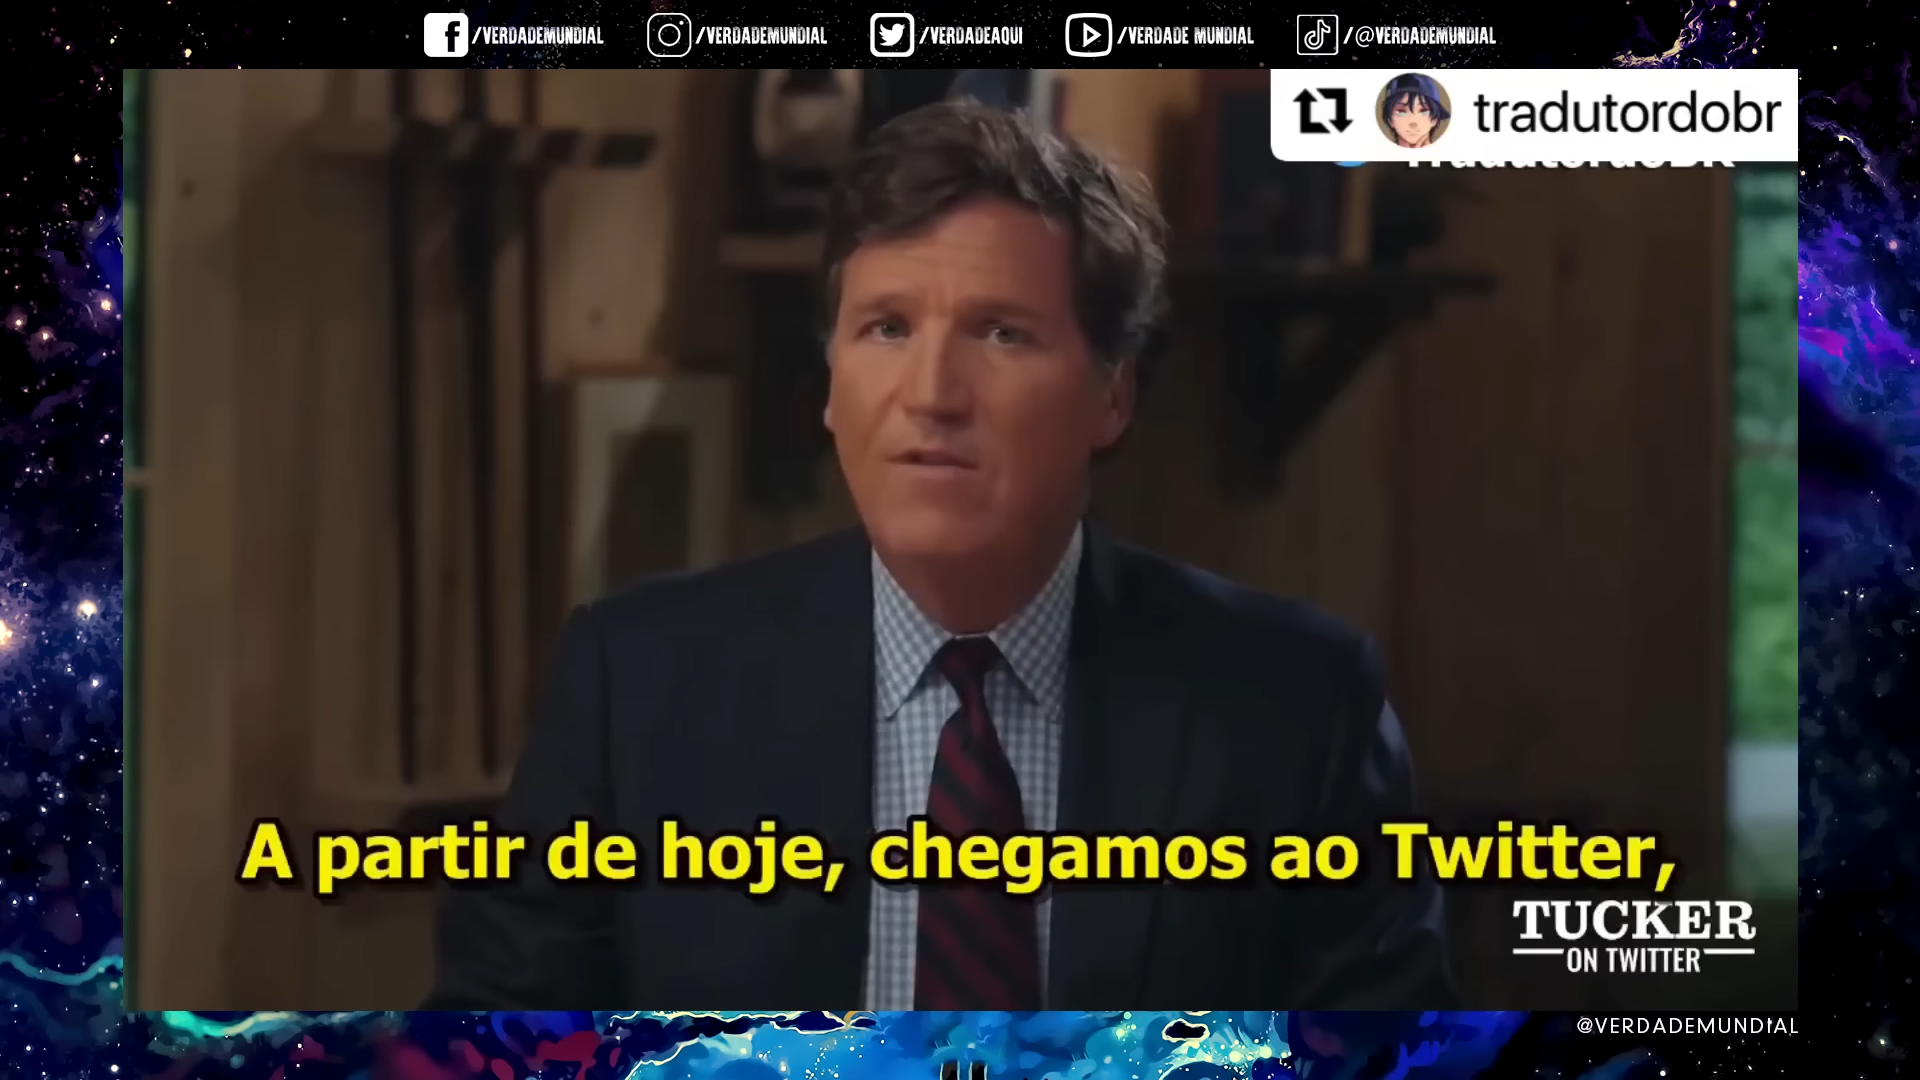 /VERDADEMUNDIAL
/VERDADEMUNDIAL
/VERDADEAQUI
/VERDADE MUNDIAL
/@VERDADEMUNDIAL
tradutordobr
A partir de hoje, chegamos ao Twitter,
TUCKER
ON TWITTER
@VERDADEMUNDIAL